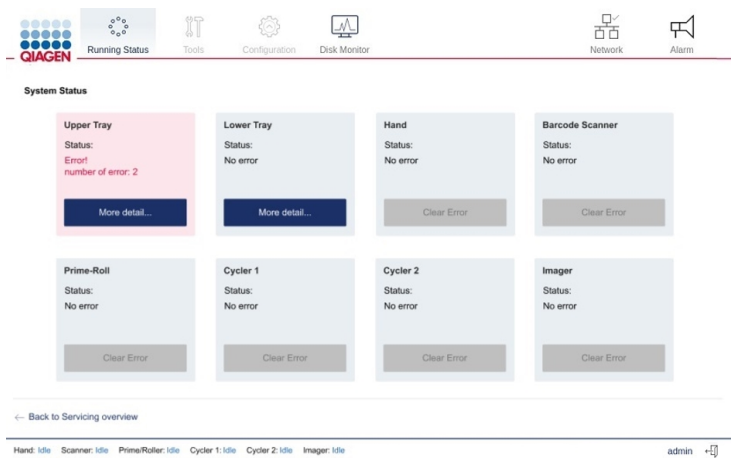 QIAGEN
Running Status
Tools
Configuration
Disk Monitor
Network
Alarm
System Status
Upper Tray
Status:
Error!
number of error: 2
More detail...
Lower Tray
Status:
No error
More detail...
Hand
Status:
No error
Clear Error
Barcode Scanner
Status:
No error
Clear Error
Prime-Roll
Status:
No error
Clear Error
Cycler 1
Status:
No error
Clear Error
Cycler 2
Status:
No error
Clear Error
Imager
Status:
No error
Clear Error
← Back to Servicing overview
Hand: Idle Scanner: Idle Prime/Roller: Idle Cycler 1: Idle Cycler 2: Idle Imager: Idle
admin